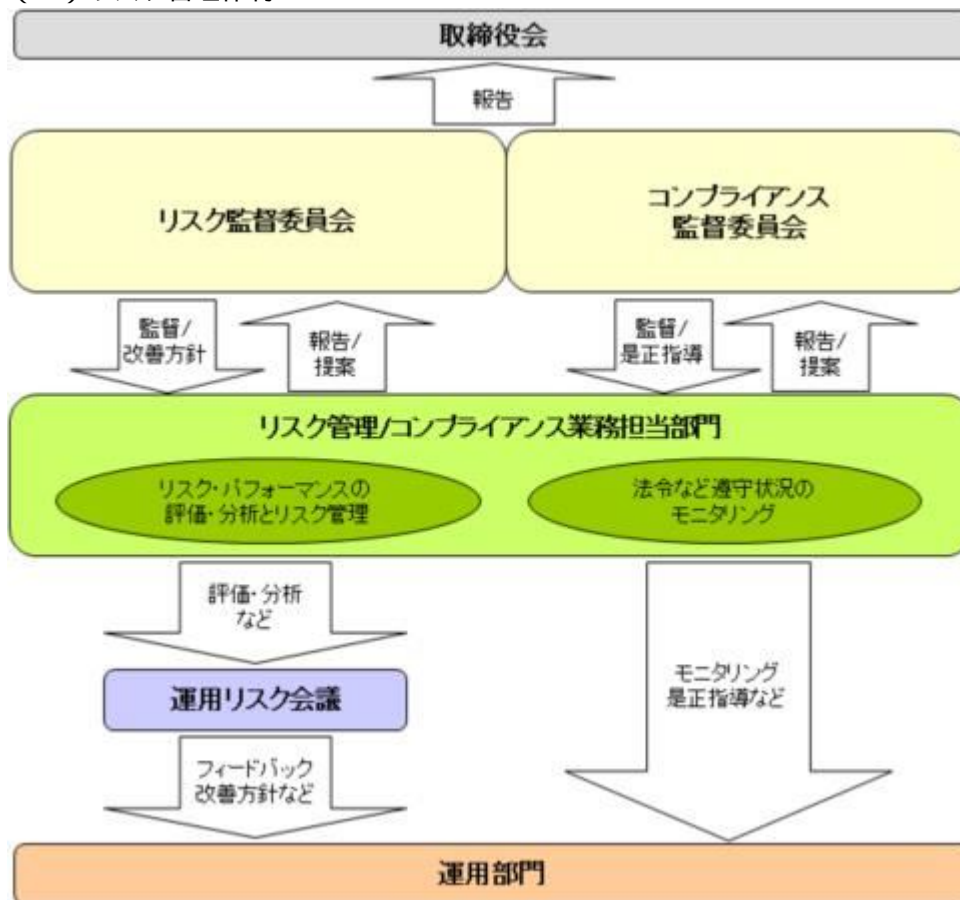 取締役会
報告
リスク監督委員会
コンプライアンス
監督委員会
監督/
改善方針
報告/
提案
監督/
是正指導
報告/
提案
リスク管理/コンプライアンス業務担当部門
リスク・パフォーマンスの
評価・分析とリスク管理
法令など遵守状況の
モニタリング
評価・分析
など
運用リスク会議
モニタリング
是正指導など
フィードバック
改善方針など
運用部門